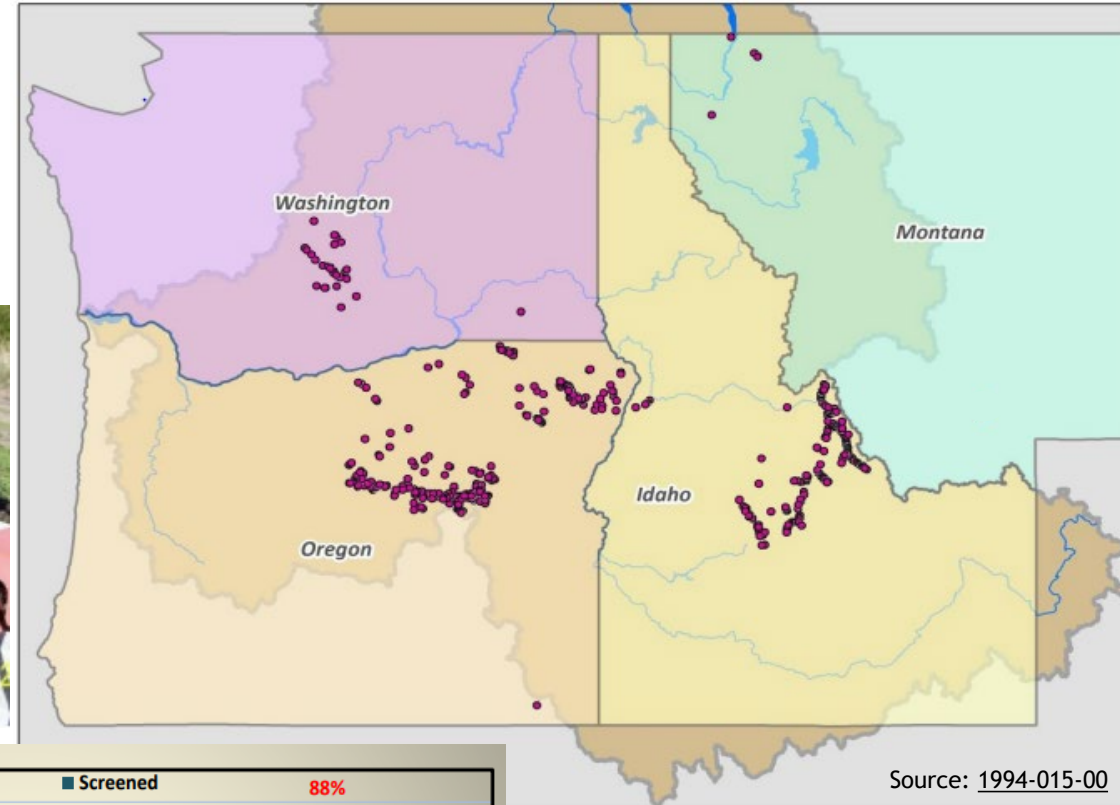 Washington
Montana
Idaho
Oregon
Screened 88%
Source: 1994-015-00